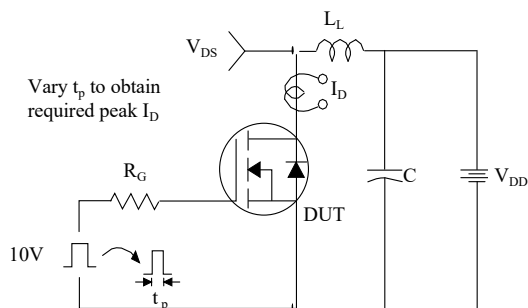 L_L
V_DS
Vary t_p to obtain
required peak I_D
I_D
R_G
C
V_DD
DUT
10V
t_p